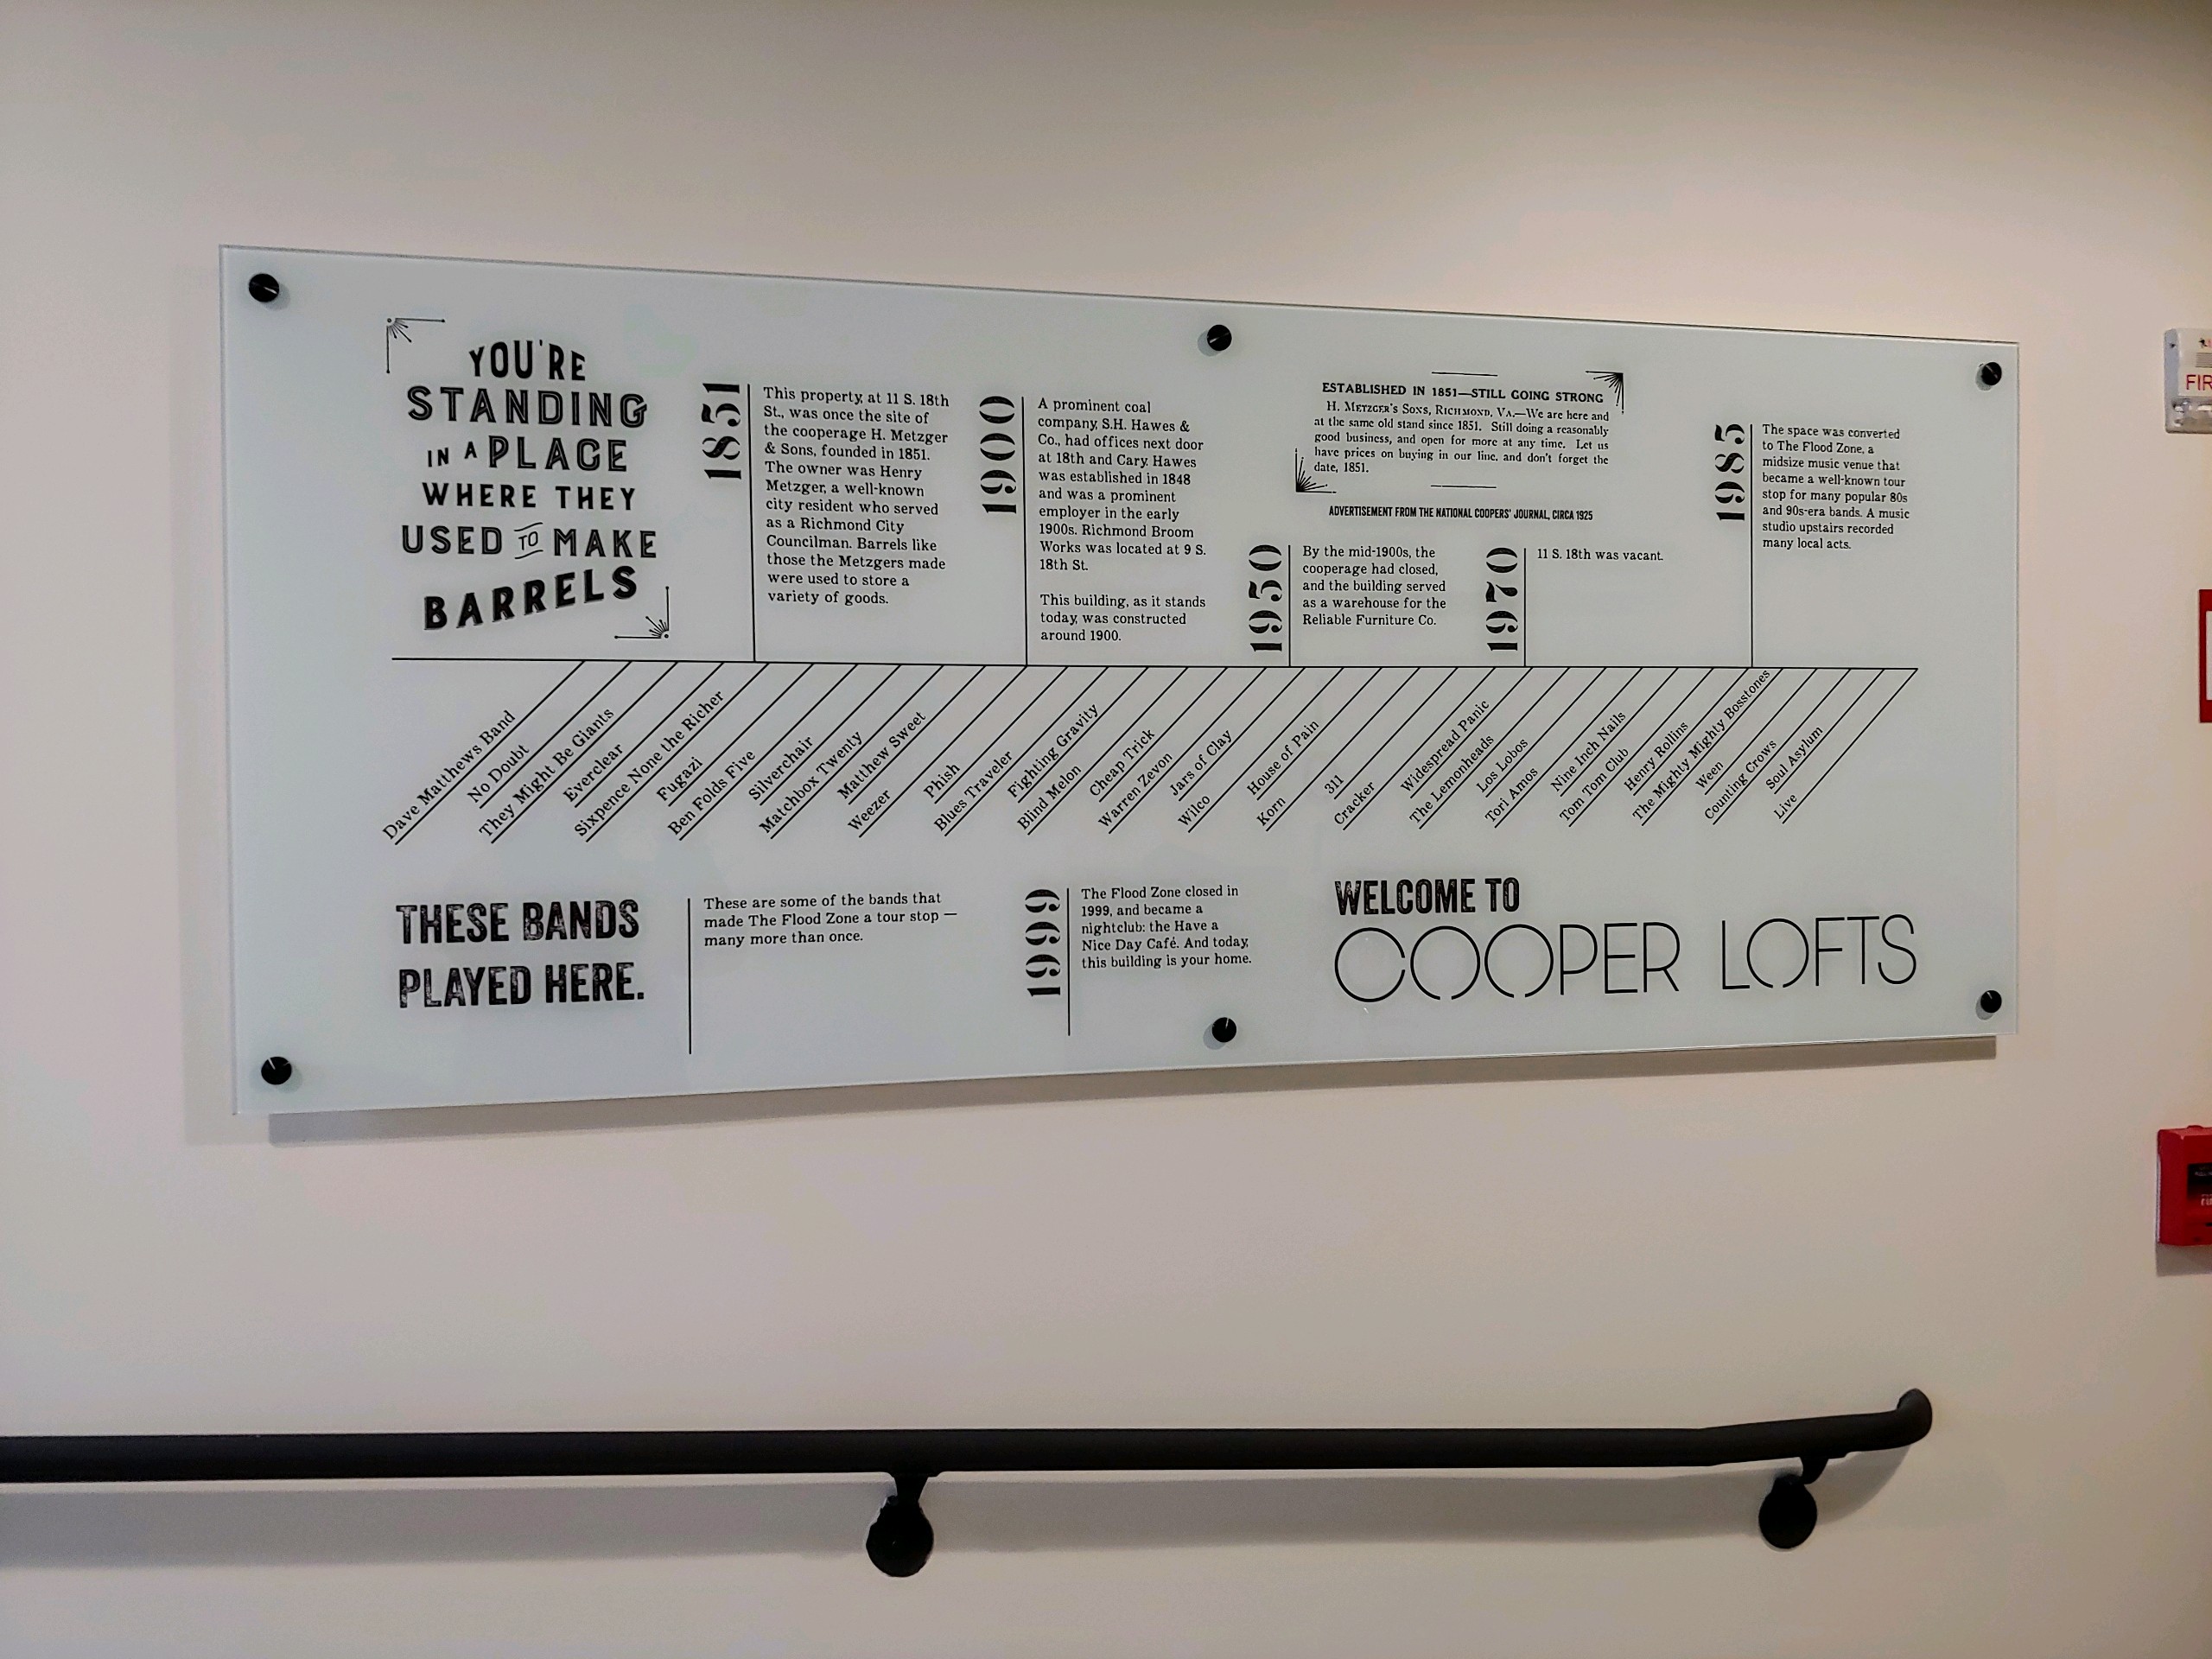 YOU'RE
STANDING
IN A PLACE
WHERE THEY
USED TO MAKE
BARRELS
1851
This property, at 11 S. 18th
St., was once the site of
the cooperage H. Metzger
& Sons, founded in 1851.
The owner was Henry
Metzger, a well-known
city resident who served
as a Richmond City
Councilman. Barrels like
those the Metzgers made
were used to store a
variety of goods.
1900
A prominent coal
company, S.H. Hawes &
Co., had offices next door
at 18th and Cary. Hawes
was established in 1848
and was a prominent
employer in the early
1900s. Richmond Broom
Works was located at 9 S.
18th St.
This building, as it stands
today, was constructed
around 1900.
ESTABLISHED IN 1851—STILL GOING STRONG
H. METZGER'S SONS, RICHMOND, VA.—We are here and
at the same old stand since 1851. Still doing a reasonably
good business, and open for more at any time. Let us
have prices on buying in our line, and don't forget the
date, 1851.
ADVERTISEMENT FROM THE NATIONAL COOPERS' JOURNAL, CIRCA 1925
1950
By the mid-1900s, the
cooperage had closed,
and the building served
as a warehouse for the
Reliable Furniture Co.
1970
11 S. 18th was vacant.
1985
The space was converted
to The Flood Zone, a
midsize music venue that
became a well-known tour
stop for many popular 80s
and 90s-era bands. A music
studio upstairs recorded
many local acts.
Dave Matthews Band
No Doubt
They Might Be Giants
Everclear
Sixpence None the Richer
Fugazi
Ben Folds Five
Silverchair
Matchbox Twenty
Matthew Sweet
Weezer
Phish
Blues Traveler
Fighting Gravity
Blind Melon
Cheap Trick
Warren Zevon
Jars of Clay
Wilco
House of Pain
Korn
311
Cracker
Widespread Panic
The Lemonheads
Los Lobos
Tori Amos
Nine Inch Nails
Tom Tom Club
Henry Rollins
The Mighty Mighty Bosstones
Ween
Counting Crows
Soul Asylum
Live
THESE BANDS
PLAYED HERE.
These are some of the bands that
made The Flood Zone a tour stop —
many more than once.
1999
The Flood Zone closed in
1999, and became a
nightclub: the Have a
Nice Day Café. And today,
this building is your home.
WELCOME TO
COOPER LOFTS
FIR